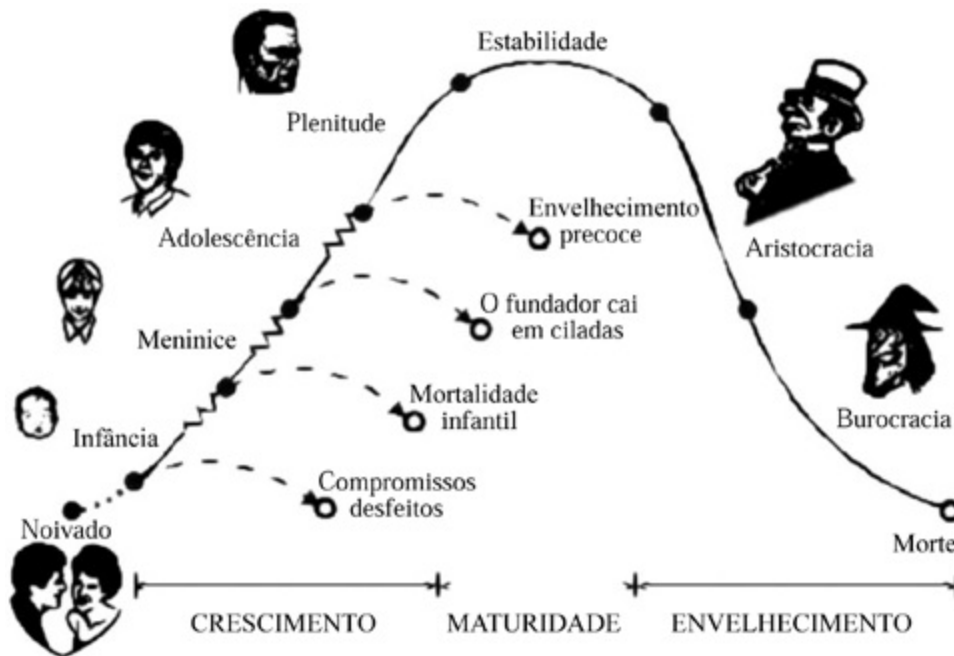 Estabilidade
Plenitude
Adolescência
Envelhecimento
precoce
Aristocracia
Meninice
O fundador cai
em ciladas
Infância
Mortalidade
infantil
Burocracia
Noivado
Compromissos
desfeitos
Morte
CRESCIMENTO
MATURIDADE
ENVELHECIMENTO